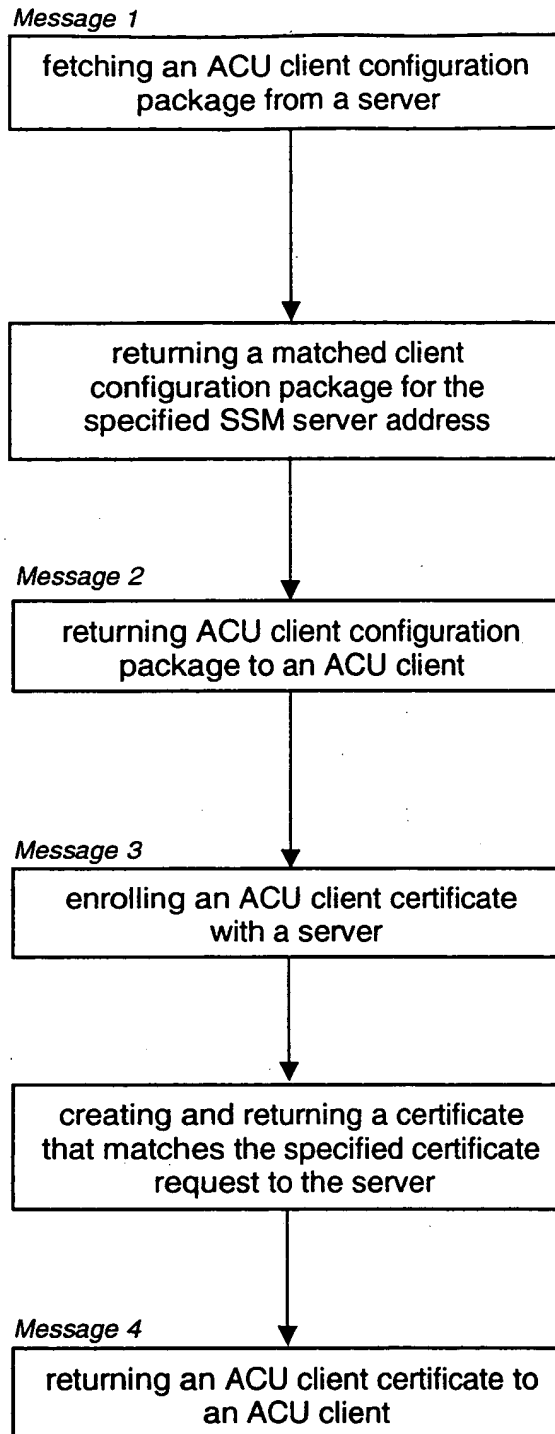 Message 1
fetching an ACU client configuration
package from a server
returning a matched client
configuration package for the
specified SSM server address
Message 2
returning ACU client configuration
package to an ACU client
Message 3
enrolling an ACU client certificate
with a server
creating and returning a certificate
that matches the specified certificate
request to the server
Message 4
returning an ACU client certificate to
an ACU client